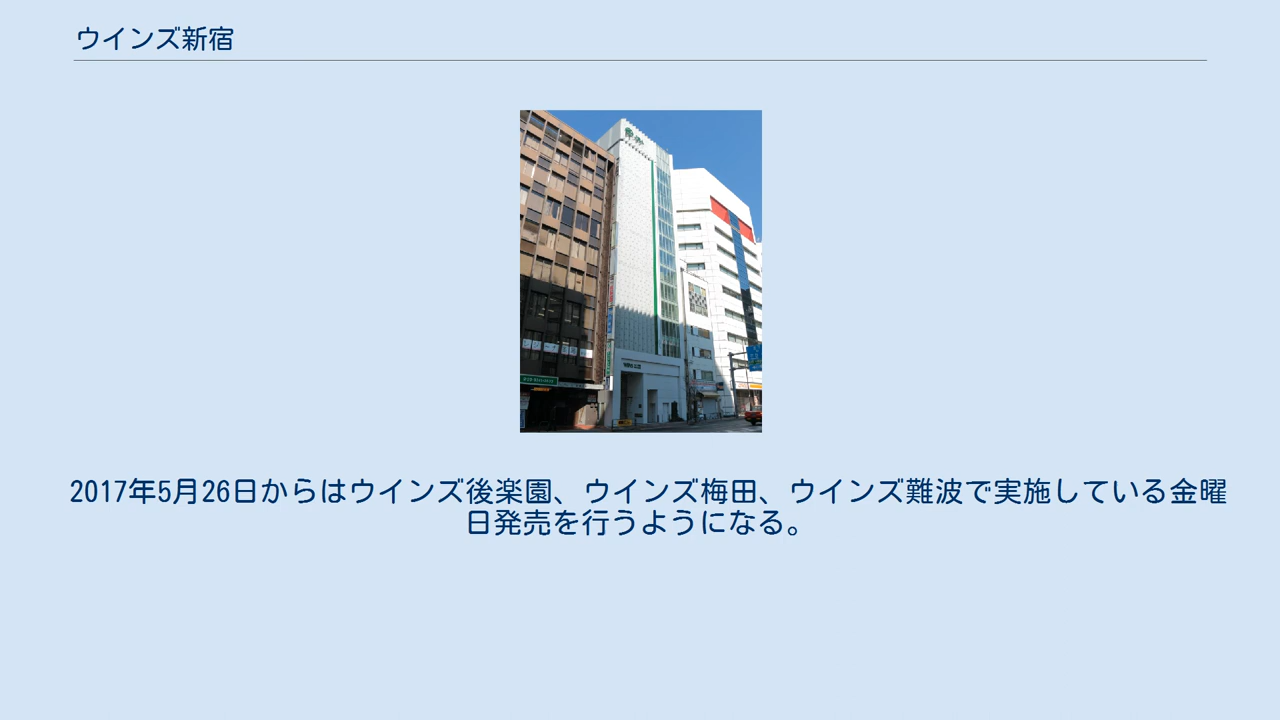 ウインズ新宿
2017年5月26日からはウインズ後楽園、ウインズ梅田、ウインズ難波で実施している金曜
日発売を行うようになる。